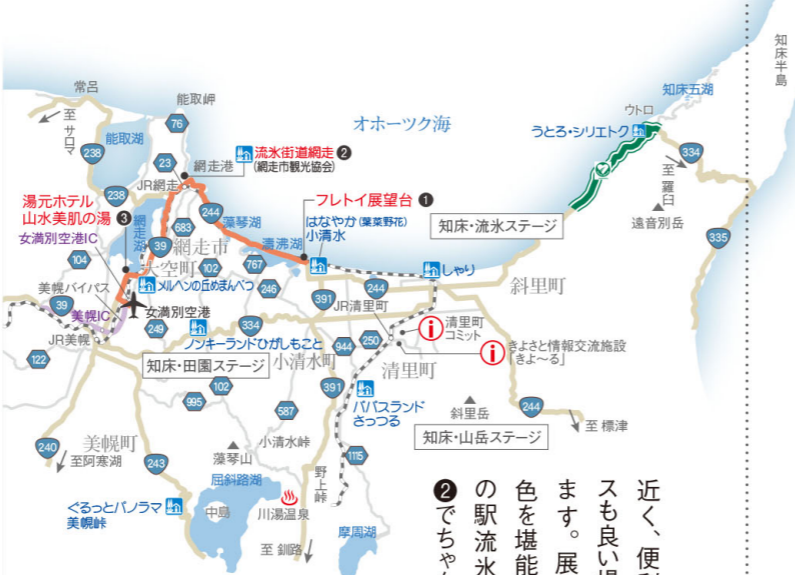 知床半島
常呂
能取岬
至 サロマ
76
オホーツク海
知床五湖
ウトロ
うとろ・シリエトク
能取湖
238
流氷街道網走 ❷
(網走市観光協会)
23
網走港
JR網走
334
至 羅臼
湯元ホテル
山水美肌の湯 ❸
238
244
藻琴湖
フレトイ展望台 ❶
はなやか(葉菜野花)
小清水
知床・流氷ステージ
遠音別岳
女満別空港IC
網走湖
683
39
網走市
濤沸湖
335
104
大空町
102
767
しゃり
斜里町
美幌バイパス
メルヘンの丘めまんべつ
246
391
244
39
女満別空港
JR清里町
美幌IC
249
334
清里町
コミット
ノンキーランドひがしもこと
944
250
きよさと情報交流施設
「きよ〜る」
JR美幌
122
知床・田園ステージ
小清水町
清里町
102
391
995
587
パパスランド
さっつる
斜里岳
244
至 標津
知床・山岳ステージ
240
美幌町
小清水峠
至阿寒湖
243
藻琴山
1115
野上峠
屈斜路湖
ぐるっとパノラマ
美幌峠
中島
川湯温泉
至 釧路
摩周湖
近く、便利
スも良い場
ます。展
色を堪能
の駅流氷
❷でちゃん